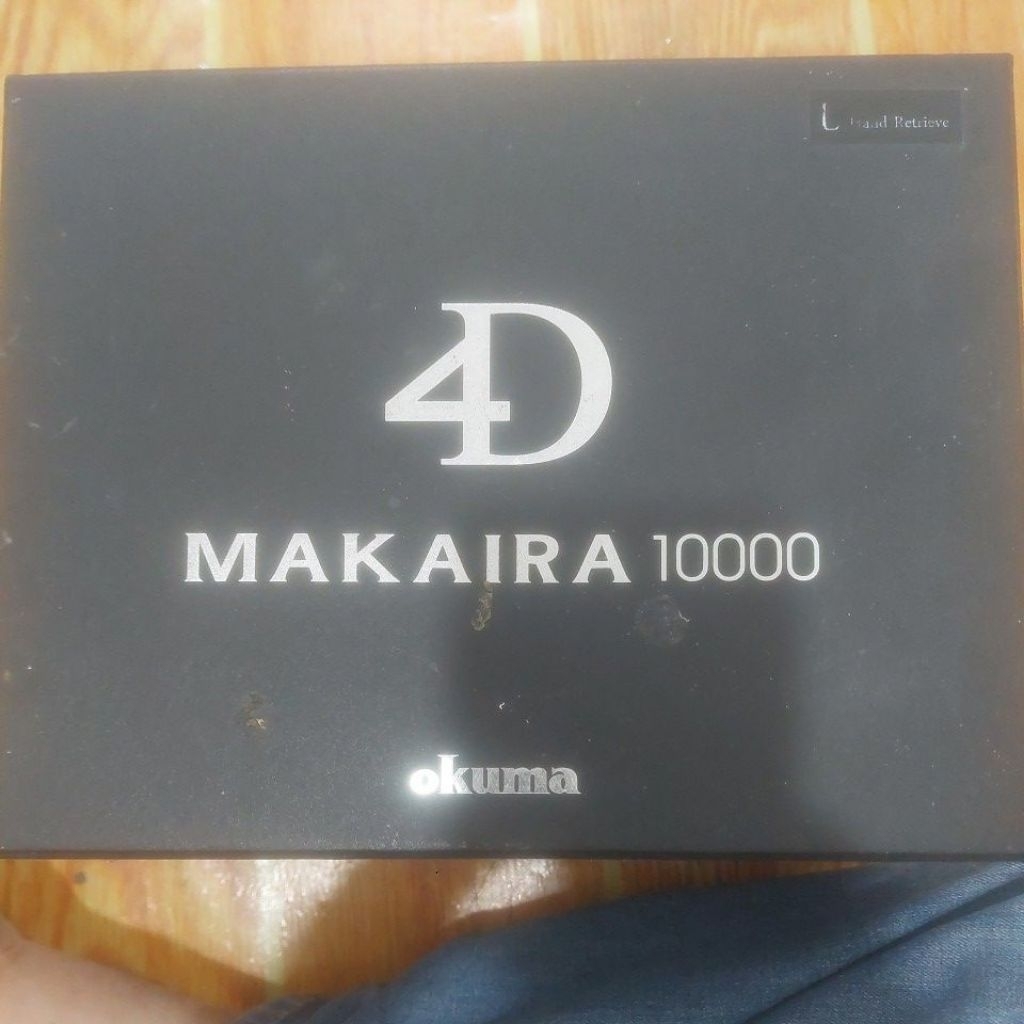 L Hand Retrieve
4D
MAKAIRA 10000
okuma